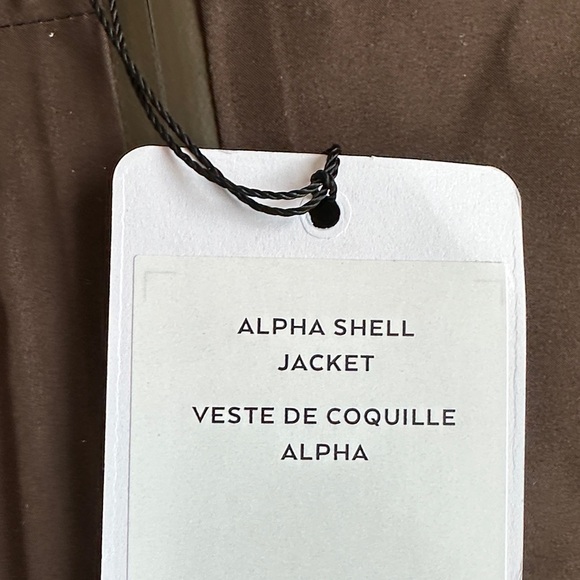 ALPHA SHELL
JACKET
VESTE DE COQUILLE
ALPHA